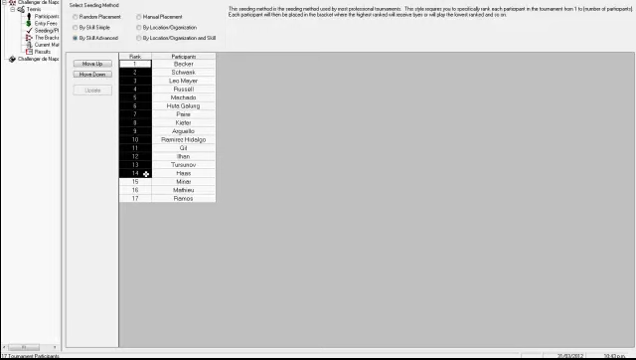 Challenger de Naps
Tennis
Participants
Entry Fees
Seeding/Pl
The Bracks
Current Mat
Results
Challenger de Naps
Select Seeding Method
Random Placement
Manual Placement
By Skill Simple
By Location/Organization
By Skill Advanced
By Location/Organization and Skill
The seeding method is the seeding method used by most professional tournaments. This style requires you to specifically rank each participant in the tournament from 1 to (number of participants).
Each participant will then be placed in the bracket where the highest ranked will receive byes or will play the lowest ranked and so on.
Move Up
Move Down
Update
Rank Participants
1 Becker
2 Schwank
3 Leo Mayer
4 Russell
5 Machado
6 Huta Galung
7 Paire
8 Kiefer
9 Arguello
10 Ramirez Hidalgo
11 Gil
12 Ilhan
13 Tursunov
14 Haas
15 Minar
16 Mathieu
17 Ramos
17 Tournament Participants